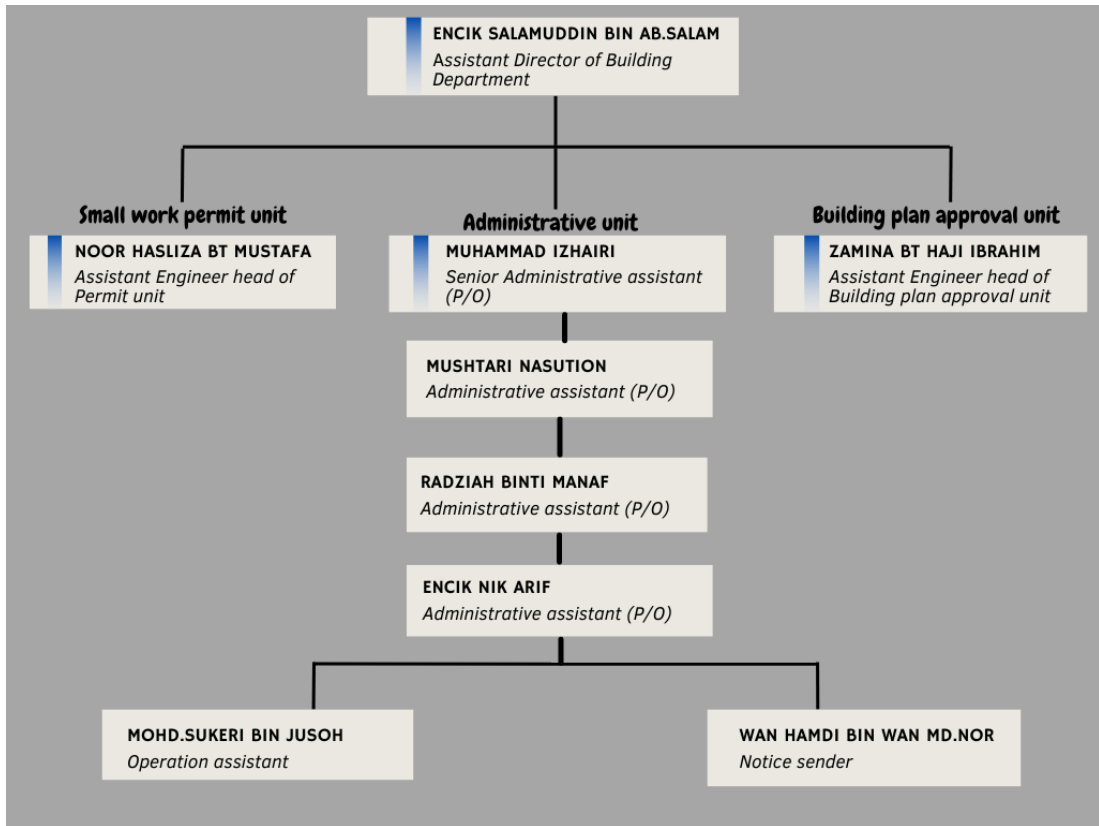 ENCIK SALAMUDDIN BIN AB.SALAM
Assistant Director of Building
Department
Small work permit unit
NOOR HASLIZA BT MUSTAFA
Assistant Engineer head of
Permit unit
Administrative unit
MUHAMMAD IZHAIRI
Senior Administrative assistant
(P/O)
Building plan approval unit
ZAMINA BT HAJI IBRAHIM
Assistant Engineer head of
Building plan approval unit
MUSHTARI NASUTION
Administrative assistant (P/O)
RADZIAH BINTI MANAF
Administrative assistant (P/O)
ENCIK NIK ARIF
Administrative assistant (P/O)
MOHD.SUKERI BIN JUSOH
Operation assistant
WAN HAMDI BIN WAN MD.NOR
Notice sender